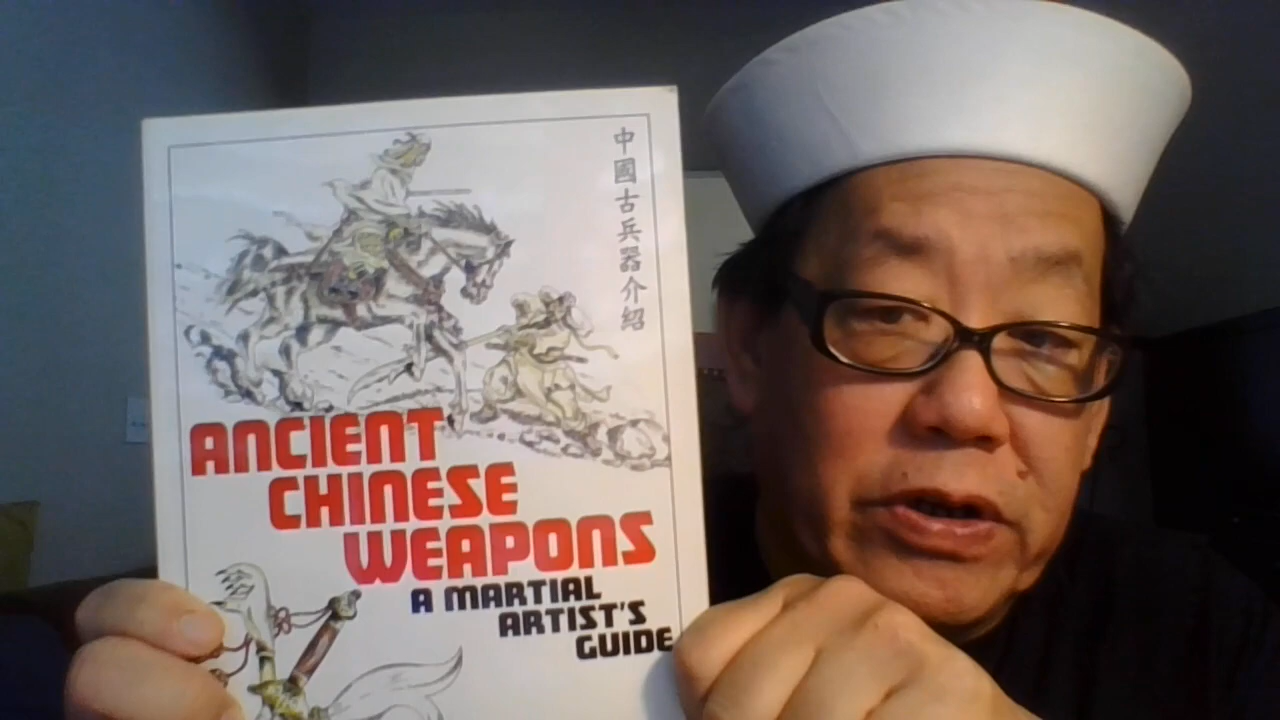 中國古兵器介紹
ANCIENT
CHINESE
WEAPONS
A MARTIAL
ARTIST'S
GUIDE